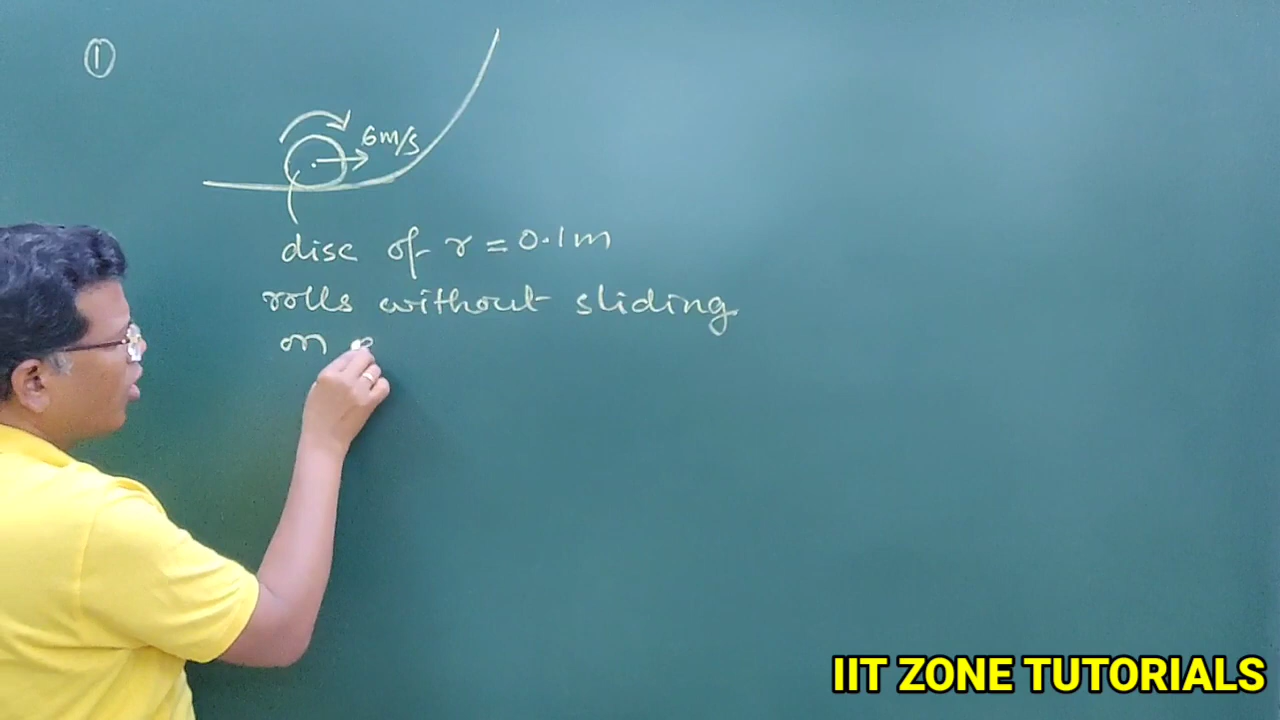 ①
6m/s
disc of r = 0.1m
rolls without sliding
on
IIT ZONE TUTORIALS